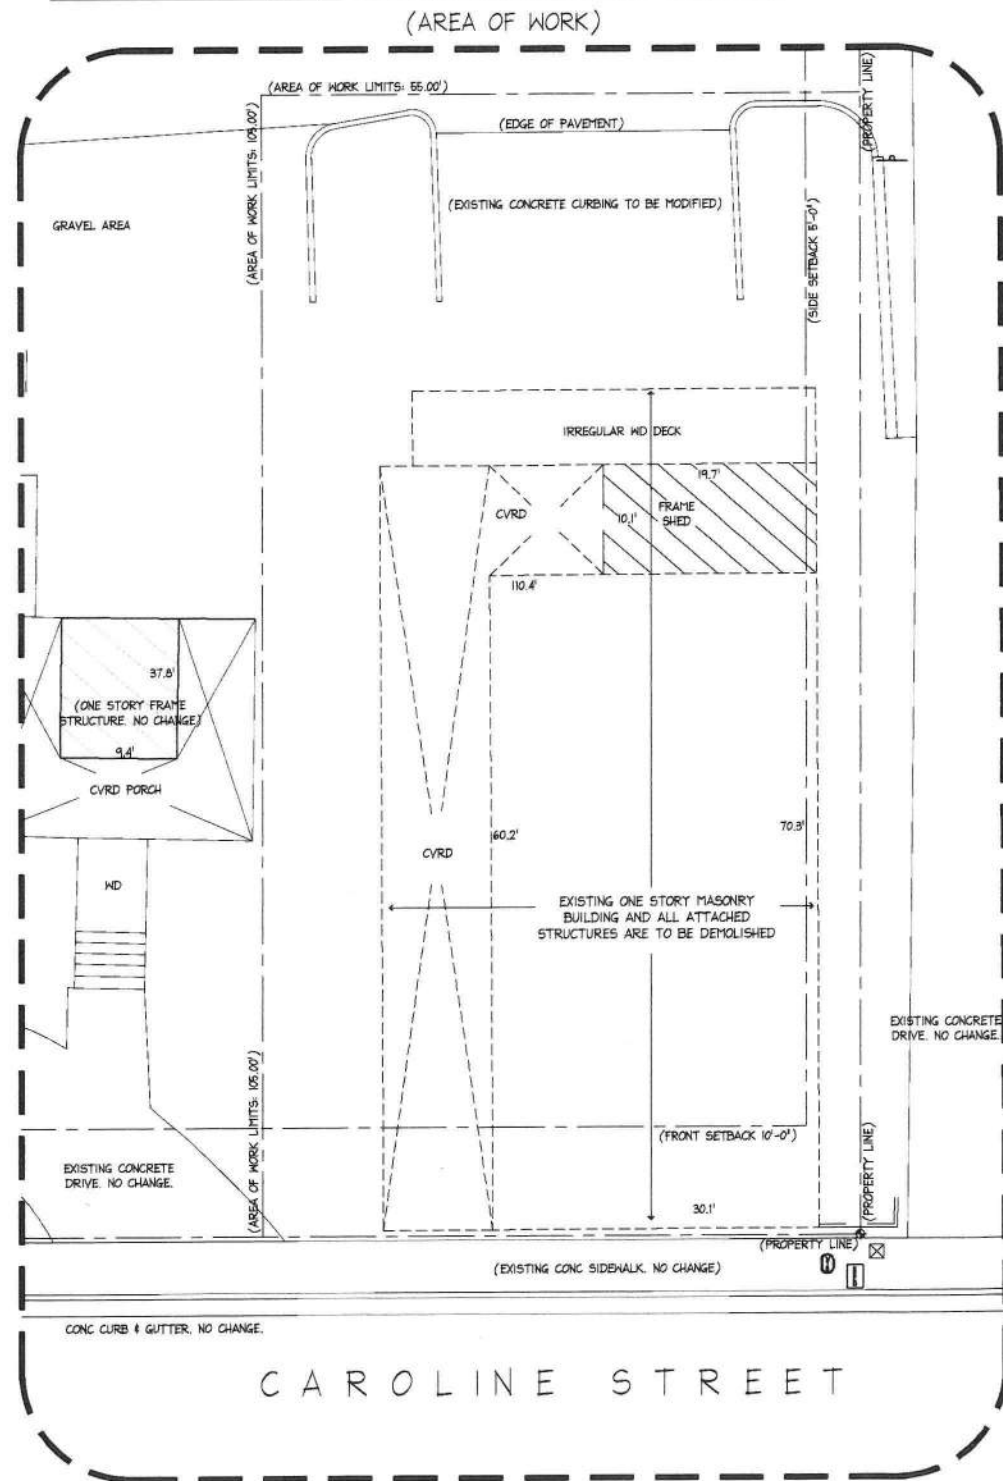 (AREA OF WORK)
(AREA OF WORK LIMITS: 55.00')
(PROPERTY LINE)
(EDGE OF PAVEMENT)
(AREA OF WORK LIMITS: 105.00')
(EXISTING CONCRETE CURBING TO BE MODIFIED)
GRAVEL AREA
(SIDE SETBACK 5'-0")
IRREGULAR WD DECK
19.7'
CVRD
10.1'
FRAME
SHED
110.4'
37.8'
(ONE STORY FRAME
STRUCTURE. NO CHANGE)
9.4'
CVRD PORCH
60.2'
70.3'
CVRD
WD
EXISTING ONE STORY MASONRY
BUILDING AND ALL ATTACHED
STRUCTURES ARE TO BE DEMOLISHED
EXISTING CONCRETE
DRIVE. NO CHANGE.
(AREA OF WORK LIMITS: 105.00')
(FRONT SETBACK 10'-0")
(PROPERTY LINE)
EXISTING CONCRETE
DRIVE. NO CHANGE.
30.1'
(PROPERTY LINE)
(EXISTING CONC SIDEWALK. NO CHANGE)
CONC CURB & GUTTER. NO CHANGE.
CAROLINE STREET